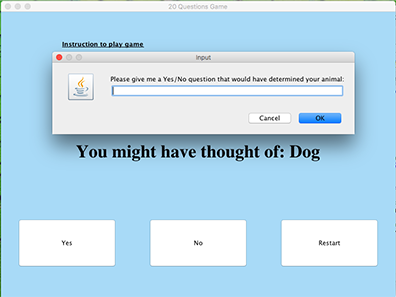 20 Questions Game
Instruction to play game
Input
Please give me a Yes/No question that would have determined your animal:
Cancel
OK
You might have thought of: Dog
Yes
No
Restart